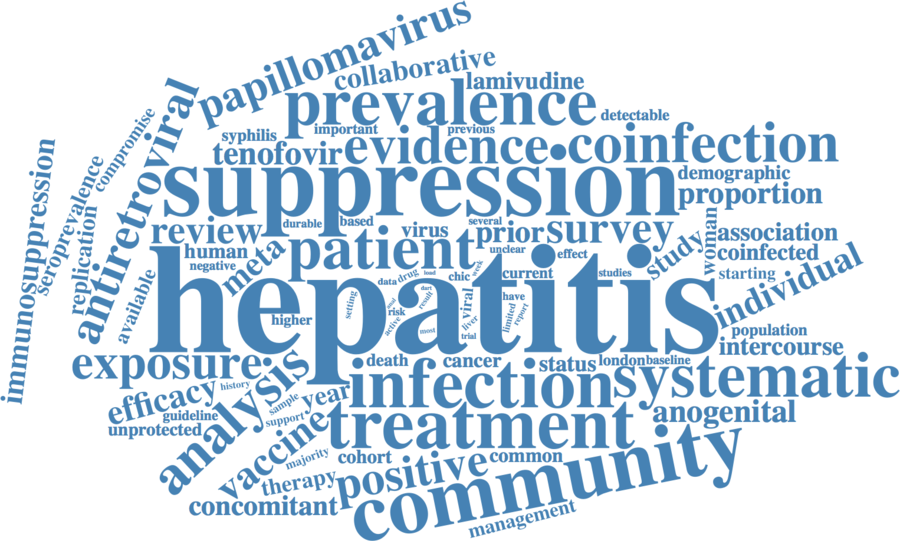 papillomavirus
collaborative
lamivudine
prevalence
detectable
compromise
syphilis
important
previous
antiretroviral
tenofovir
evidence
coinfection
immunosuppression
seroprevalence
suppression
demographic
proportion
replication
review
durable
based
virus
several
prior
survey
woman
association
human
negative
meta
patient
unclear
effect
study
coinfected
available
hepatitis
data
drug
load
chic
week
current
studies
starting
individual
setting
viral
dart
result
have
risk
limited
report
higher
active
most
liver
trial
population
intercourse
exposure
death
cancer
status
london
baseline
analysis
infection
systematic
efficacy
history
year
sample
support
guideline
unprotected
anogenital
vaccine
treatment
majority
cohort
positive
common
community
therapy
concomitant
management